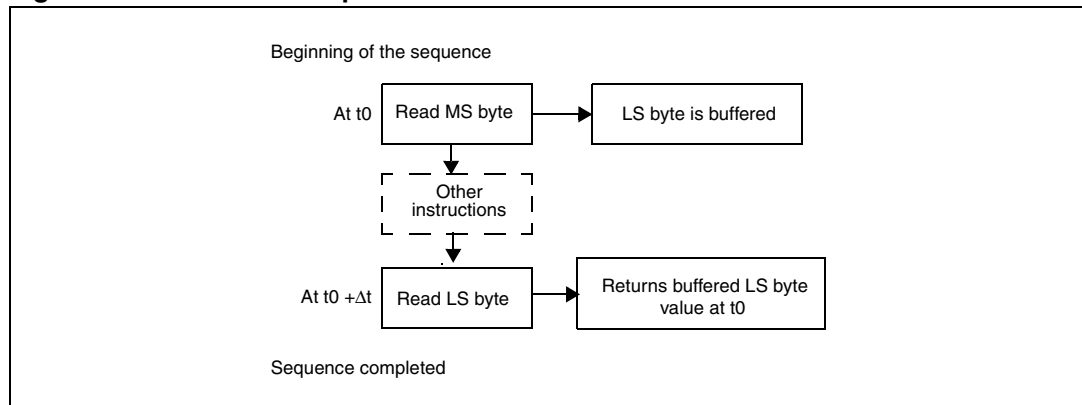 Beginning of the sequence
At t0
Read MS byte
LS byte is buffered
Other
instructions
At t0 +Δt
Read LS byte
Returns buffered LS byte
value at t0
Sequence completed